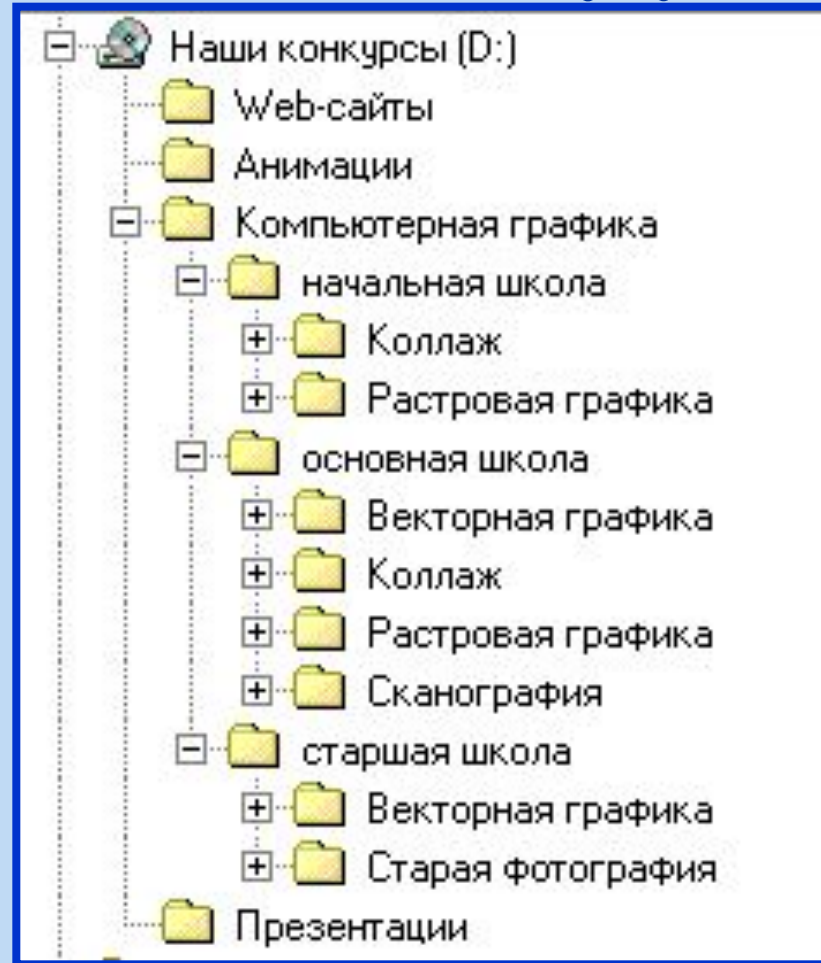 Наши конкурсы (D:)
Web-сайты
Анимации
Компьютерная графика
начальная школа
Коллаж
Растровая графика
основная школа
Векторная графика
Коллаж
Растровая графика
Сканография
старшая школа
Векторная графика
Старая фотография
Презентации